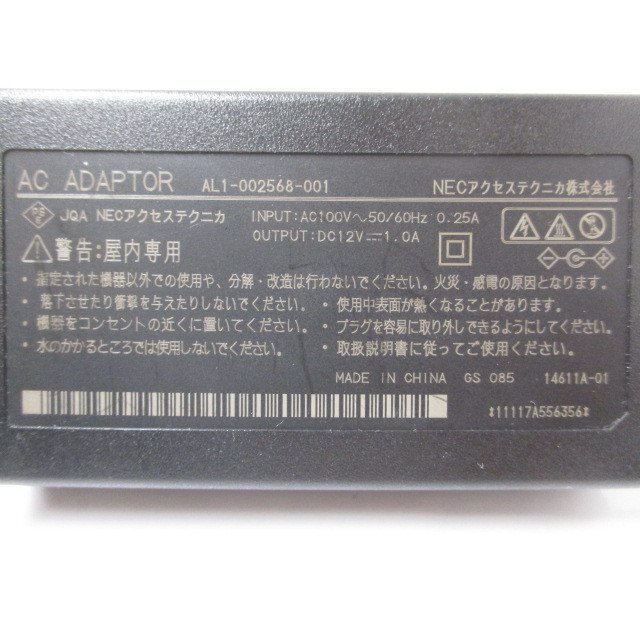 AC ADAPTOR AL1-002568-001 NECアクセステクニカ株式会社
PSE JQA NECアクセステクニカ INPUT:AC100V～50/60Hz 0.25A
OUTPUT:DC12V⎓1.0A
警告:屋内専用
・指定された機器以外での使用や、分解・改造は行わないでください。火災・感電の原因となります。
・落下させたり衝撃を与えたりしないでください。・使用中表面が熱くなることがあります。
・機器をコンセントの近くに置いてください。・プラグを容易に取り外しできるようにしてください。
・水のかかるところでは使用しないでください。・取扱説明書に従ってご使用ください。
MADE IN CHINA GS 085 14611A-01
*11117A556356*